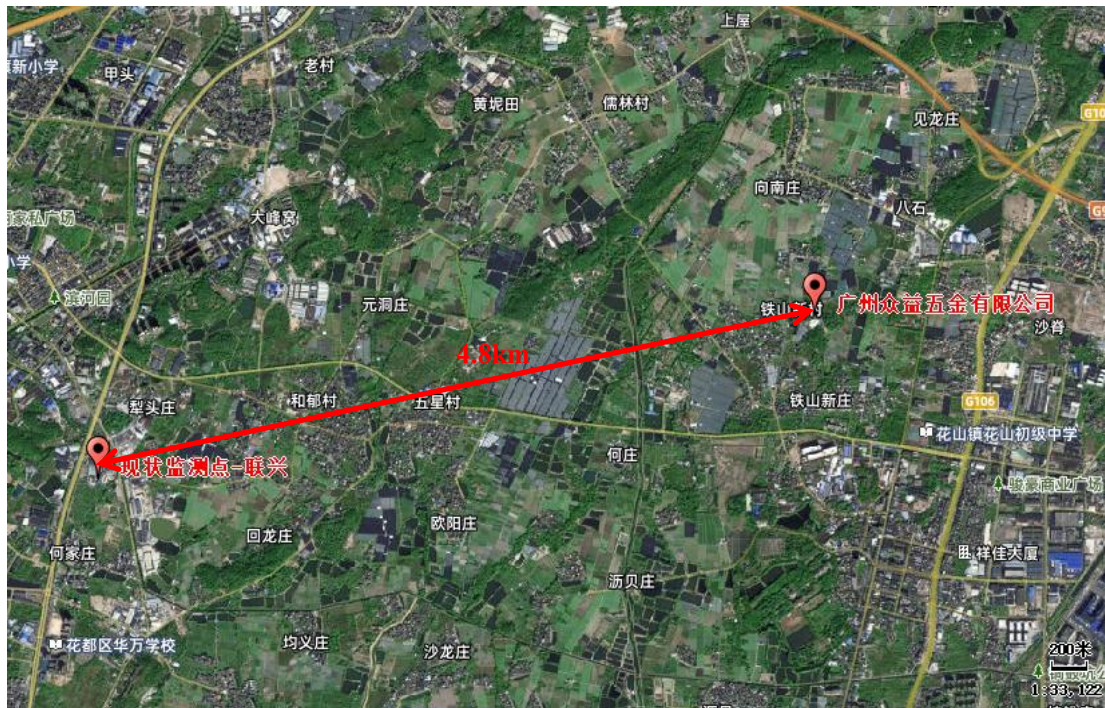 上屋
旗新小学
甲头
老村
黄坭田
儒林村
见龙庄
G10
向南庄
八石
G9
大峰窝
家私广场
小学
滨河园
元洞庄
铁山
村
广州众益五金有限公司
沙脊
4.8km
犁头庄
和郁村
五星村
铁山新庄
G106
花山镇花山初级中学
何庄
现状监测点-联兴
骏豪商业广场
欧阳庄
回龙庄
何家庄
祥佳大厦
沥贝庄
花都区华万学校
均义庄
沙龙庄
200米
1:33,122